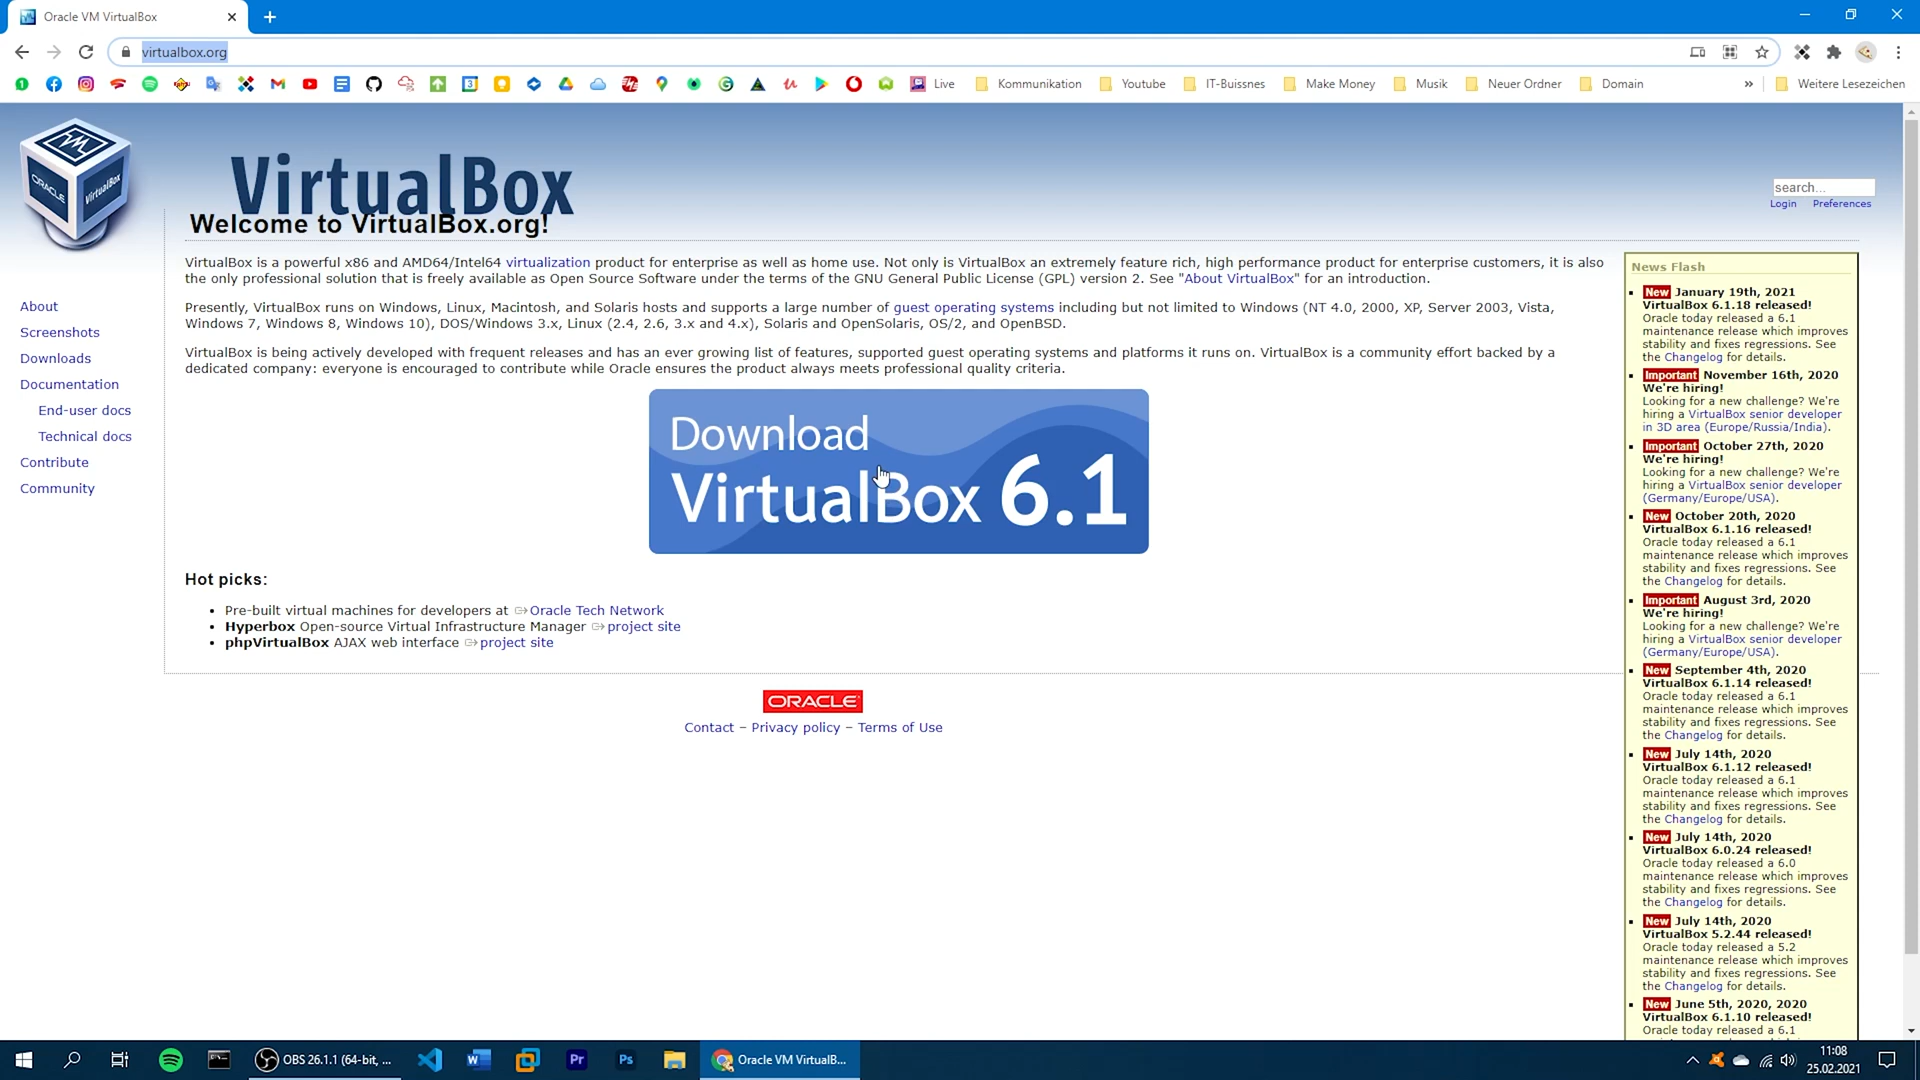 Oracle VM VirtualBox
virtualbox.org
Live
Kommunikation
Youtube
IT-Buissnes
Make Money
Musik
Neuer Ordner
Domain
Weitere Lesezeichen
ORACLE
VirtualBox
VirtualBox
search...
Login Preferences
Welcome to VirtualBox.org!
VirtualBox is a powerful x86 and AMD64/Intel64 virtualization product for enterprise as well as home use. Not only is VirtualBox an extremely feature rich, high performance product for enterprise customers, it is also
the only professional solution that is freely available as Open Source Software under the terms of the GNU General Public License (GPL) version 2. See "About VirtualBox" for an introduction.
Presently, VirtualBox runs on Windows, Linux, Macintosh, and Solaris hosts and supports a large number of guest operating systems including but not limited to Windows (NT 4.0, 2000, XP, Server 2003, Vista,
Windows 7, Windows 8, Windows 10), DOS/Windows 3.x, Linux (2.4, 2.6, 3.x and 4.x), Solaris and OpenSolaris, OS/2, and OpenBSD.
VirtualBox is being actively developed with frequent releases and has an ever growing list of features, supported guest operating systems and platforms it runs on. VirtualBox is a community effort backed by a
dedicated company: everyone is encouraged to contribute while Oracle ensures the product always meets professional quality criteria.
About
Screenshots
Downloads
Documentation
End-user docs
Technical docs
Contribute
Community
Download
VirtualBox 6.1
Hot picks:
Pre-built virtual machines for developers at Oracle Tech Network
Hyperbox Open-source Virtual Infrastructure Manager project site
phpVirtualBox AJAX web interface project site
ORACLE
Contact – Privacy policy – Terms of Use
News Flash
New January 19th, 2021
VirtualBox 6.1.18 released!
Oracle today released a 6.1
maintenance release which improves
stability and fixes regressions. See
the Changelog for details.
Important November 16th, 2020
We're hiring!
Looking for a new challenge? We're
hiring a VirtualBox senior developer
in 3D area (Europe/Russia/India).
Important October 27th, 2020
We're hiring!
Looking for a new challenge? We're
hiring a VirtualBox senior developer
(Germany/Europe/USA).
New October 20th, 2020
VirtualBox 6.1.16 released!
Oracle today released a 6.1
maintenance release which improves
stability and fixes regressions. See
the Changelog for details.
Important August 3rd, 2020
We're hiring!
Looking for a new challenge? We're
hiring a VirtualBox senior developer
(Germany/Europe/USA).
New September 4th, 2020
VirtualBox 6.1.14 released!
Oracle today released a 6.1
maintenance release which improves
stability and fixes regressions. See
the Changelog for details.
New July 14th, 2020
VirtualBox 6.1.12 released!
Oracle today released a 6.1
maintenance release which improves
stability and fixes regressions. See
the Changelog for details.
New July 14th, 2020
VirtualBox 6.0.24 released!
Oracle today released a 6.0
maintenance release which improves
stability and fixes regressions. See
the Changelog for details.
New July 14th, 2020
VirtualBox 5.2.44 released!
Oracle today released a 5.2
maintenance release which improves
stability and fixes regressions. See
the Changelog for details.
New June 5th, 2020, 2020
VirtualBox 6.1.10 released!
Oracle today released a 6.1
OBS 26.1.1 (64-bit, ...
Pr
Ps
Oracle VM VirtualB...
11:08
25.02.2021